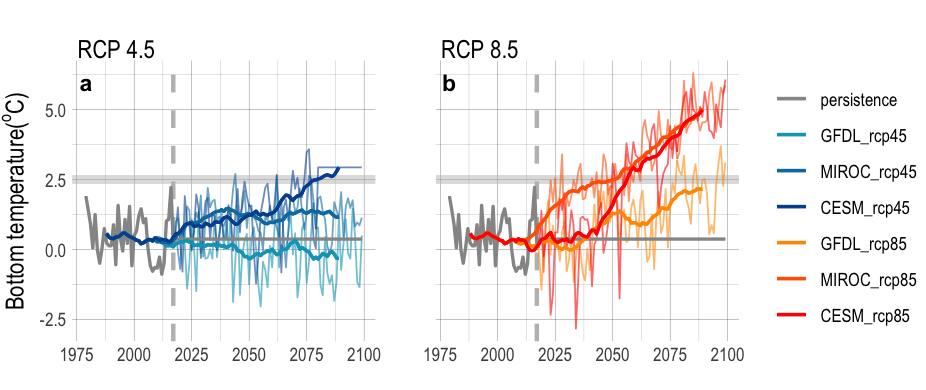 RCP 4.5
RCP 8.5
a
b
Bottom temperature(°C)
5.0
2.5
0.0
-2.5
1975 2000 2025 2050 2075 2100
1975 2000 2025 2050 2075 2100
persistence
GFDL_rcp45
MIROC_rcp45
CESM_rcp45
GFDL_rcp85
MIROC_rcp85
CESM_rcp85